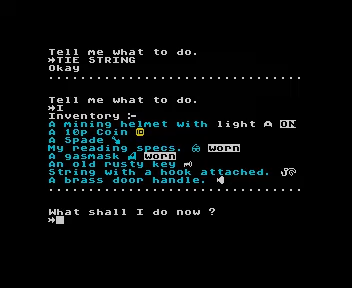 Tell me what to do.
>TIE STRING
Okay
Tell me what to do.
>I
Inventory :-
A mining helmet with light ON
A 10p Coin
A Spade
My reading specs. worn
A gasmask worn
An old rusty key
String with a hook attached.
A brass door handle.
What shall I do now ?
>